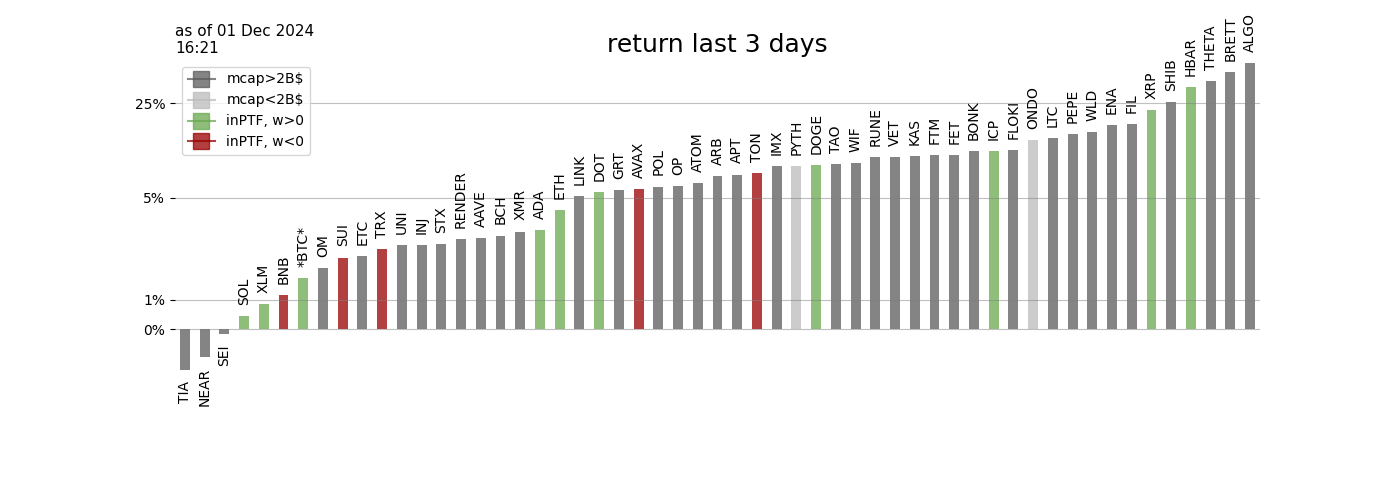 as of 01 Dec 2024
16:21
return last 3 days
mcap>2B$
mcap<2B$
inPTF, w>0
inPTF, w<0
25%
5%
1%
0%
TIA
NEAR
SEI
SOL
XLM
BNB
*BTC*
OM
SUI
ETC
TRX
UNI
INJ
STX
RENDER
AAVE
BCH
XMR
ADA
ETH
LINK
DOT
GRT
AVAX
POL
OP
ATOM
ARB
APT
TON
IMX
PYTH
DOGE
TAO
WIF
RUNE
VET
KAS
FTM
FET
BONK
ICP
FLOKI
ONDO
LTC
PEPE
WLD
ENA
FIL
XRP
SHIB
HBAR
THETA
BRETT
ALGO